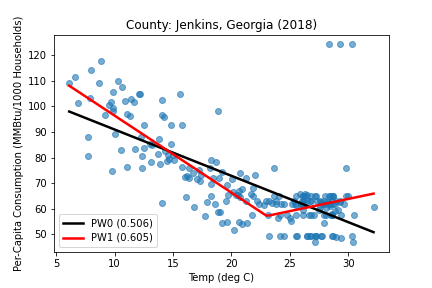 County: Jenkins, Georgia (2018)
Per-Capita Consumption (MMBtu/1000 Households)
120
110
100
90
80
70
60
50
PW0 (0.506)
PW1 (0.605)
5 10 15 20 25 30
Temp (deg C)